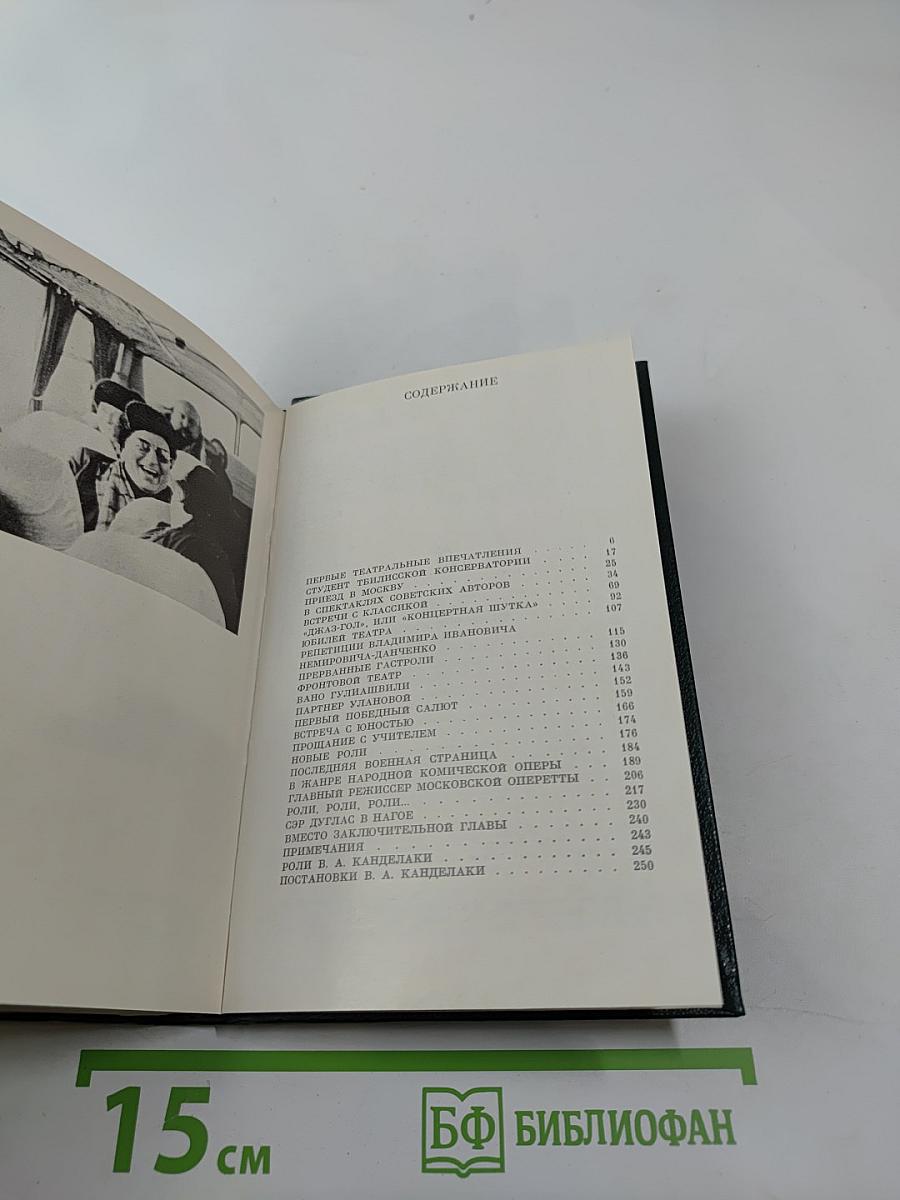 СОДЕРЖАНИЕ
ПЕРВЫЕ ТЕАТРАЛЬНЫЕ ВПЕЧАТЛЕНИЯ . . . . . 6
СТУДЕНТ ТБИЛИССКОЙ КОНСЕРВАТОРИИ . . . . 17
ПРИЕЗД В МОСКВУ . . . . . . . . . . . 25
В СПЕКТАКЛЯХ СОВЕТСКИХ АВТОРОВ . . . . . 34
ВСТРЕЧИ С КЛАССИКОЙ . . . . . . . . . . 69
«ДЖАЗ-ГОЛ», ИЛИ «КОНЦЕРТНАЯ ШУТКА» . . . . 92
ЮБИЛЕЙ ТЕАТРА . . . . . . . . . . . . 107
РЕПЕТИЦИИ ВЛАДИМИРА ИВАНОВИЧА
НЕМИРОВИЧА-ДАНЧЕНКО . . . . . . . . . . 115
ПРЕРВАННЫЕ ГАСТРОЛИ . . . . . . . . . . 130
ФРОНТОВОЙ ТЕАТР . . . . . . . . . . . 136
ВАНО ГУЛИАШВИЛИ . . . . . . . . . . . 143
ПАРТНЕР УЛАНОВОЙ . . . . . . . . . . . 152
ПЕРВЫЙ ПОБЕДНЫЙ САЛЮТ . . . . . . . . . 159
ВСТРЕЧА С ЮНОСТЬЮ . . . . . . . . . . . 166
ПРОЩАНИЕ С УЧИТЕЛЕМ . . . . . . . . . . 174
НОВЫЕ РОЛИ . . . . . . . . . . . . . 176
ПОСЛЕДНЯЯ ВОЕННАЯ СТРАНИЦА . . . . . . . 184
В ЖАНРЕ НАРОДНОЙ КОМИЧЕСКОЙ ОПЕРЫ . . . 189
ГЛАВНЫЙ РЕЖИССЕР МОСКОВСКОЙ ОПЕРЕТТЫ . . 206
РОЛИ, РОЛИ, РОЛИ... . . . . . . . . . . 217
СЭР ДУГЛАС В НАГОЕ . . . . . . . . . . 230
ВМЕСТО ЗАКЛЮЧИТЕЛЬНОЙ ГЛАВЫ . . . . . . . 240
ПРИМЕЧАНИЯ . . . . . . . . . . . . . 243
РОЛИ В. А. КАНДЕЛАКИ . . . . . . . . . . 245
ПОСТАНОВКИ В. А. КАНДЕЛАКИ . . . . . . . . 250
15 см
БФ БИБЛИОФАН